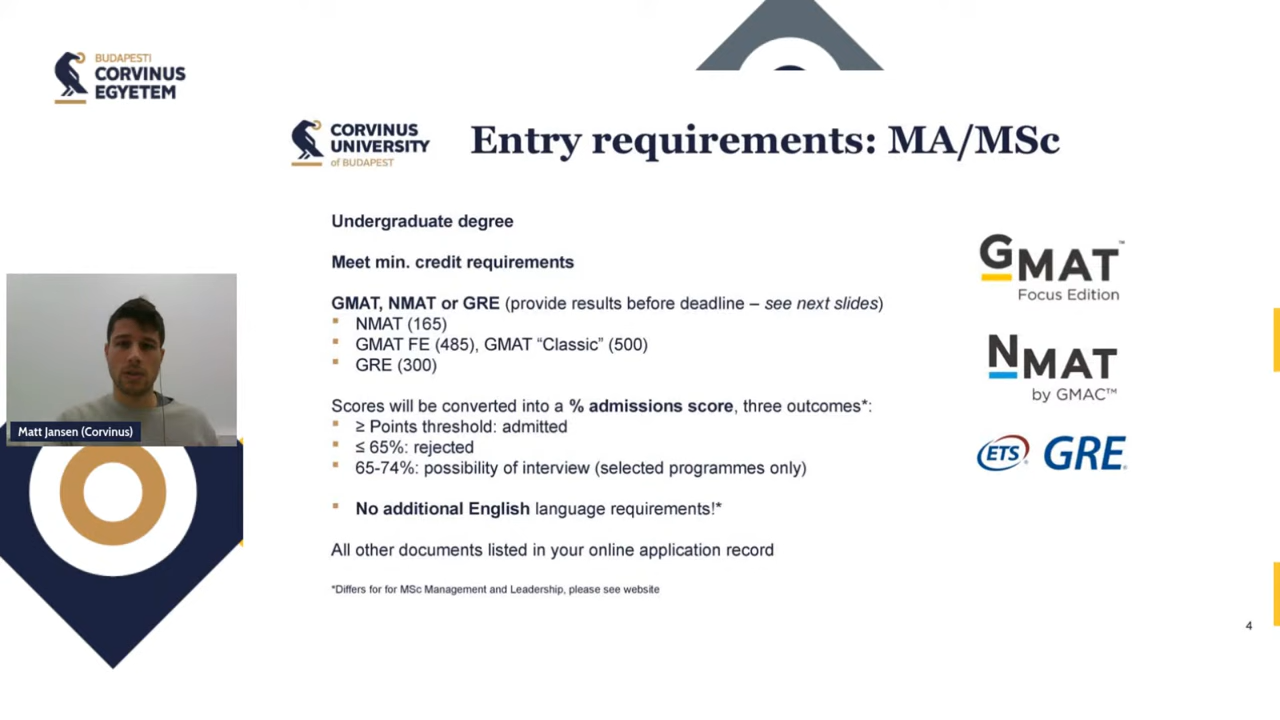 BUDAPESTI
CORVINUS
EGYETEM
CORVINUS
UNIVERSITY
of BUDAPEST
Entry requirements: MA/MSc
Undergraduate degree
Meet min. credit requirements
GMAT, NMAT or GRE (provide results before deadline – see next slides)
▪ NMAT (165)
▪ GMAT FE (485), GMAT “Classic” (500)
▪ GRE (300)
Scores will be converted into a % admissions score, three outcomes*:
▪ ≥ Points threshold: admitted
▪ ≤ 65%: rejected
▪ 65-74%: possibility of interview (selected programmes only)
▪ No additional English language requirements!*
All other documents listed in your online application record
*Differs for for MSc Management and Leadership, please see website
GMAT™
Focus Edition
NMAT
by GMAC™
ETS GRE
Matt Jansen (Corvinus)
4